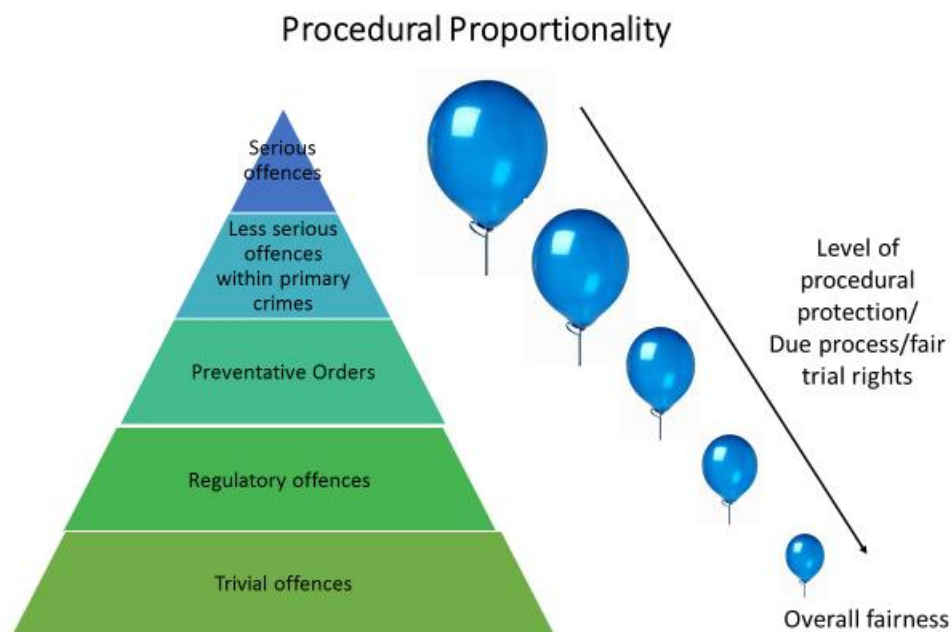 Procedural Proportionality
Serious
offences
Less serious
offences
within primary
crimes
Preventative Orders
Regulatory offences
Trivial offences
Level of
procedural
protection/
Due process/fair
trial rights
Overall fairness